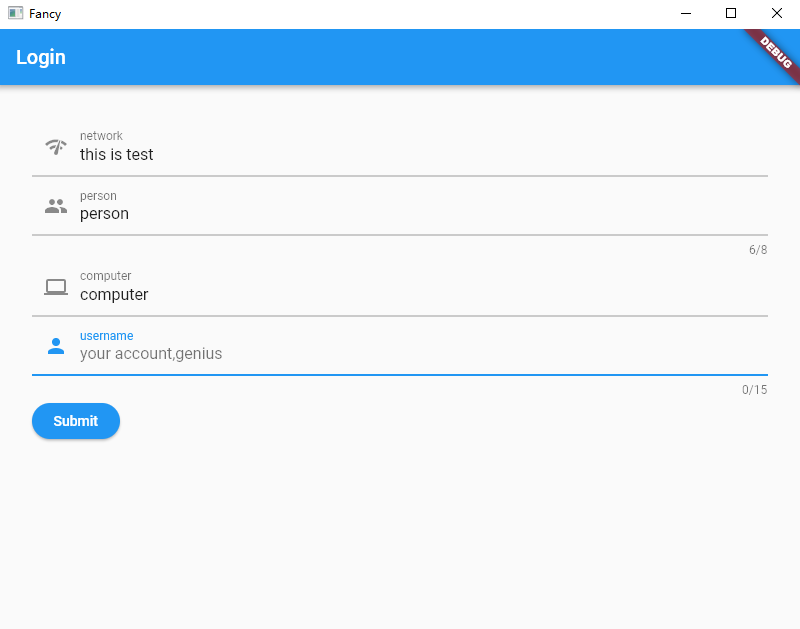 Fancy
Login
DEBUG
network
this is test
person
person
6/8
computer
computer
username
your account,genius
0/15
Submit